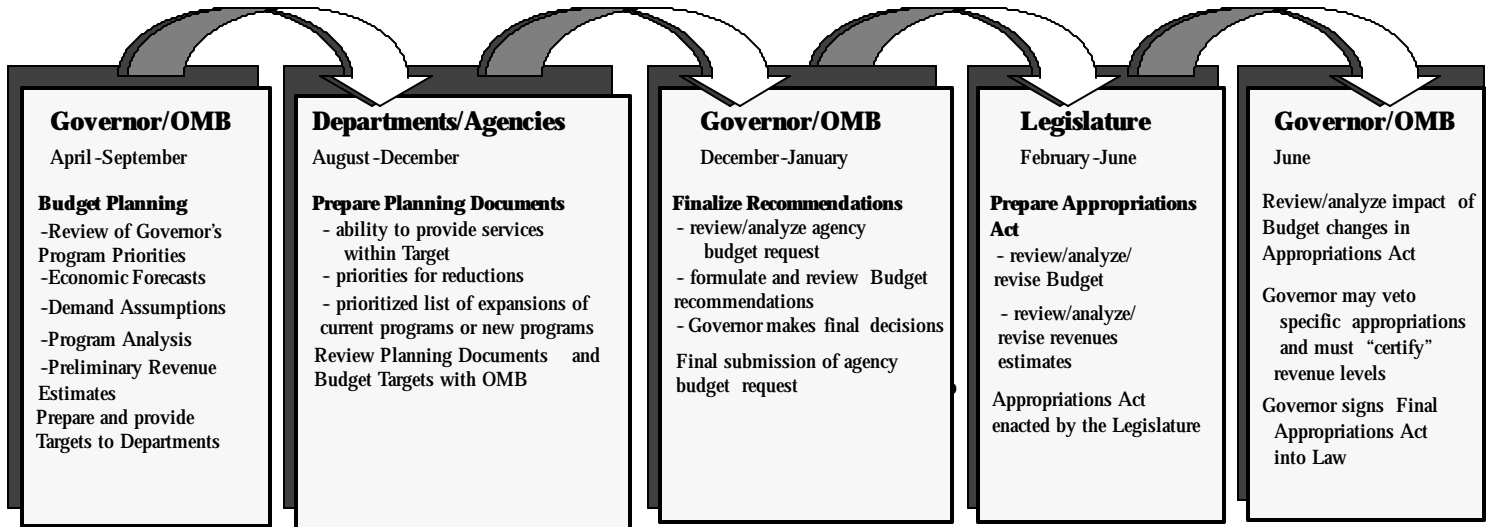 Governor/OMB
April-September
Budget Planning
-Review of Governor's
Program Priorities
-Economic Forecasts
-Demand Assumptions
-Program Analysis
-Preliminary Revenue
Estimates
Prepare and provide
Targets to Departments
Departments/Agencies
August-December
Prepare Planning Documents
- ability to provide services
within Target
- priorities for reductions
- prioritized list of expansions of
current programs or new programs
Review Planning Documents and
Budget Targets with OMB
Governor/OMB
December-January
Finalize Recommendations
- review/analyze agency
budget request
- formulate and review Budget
recommendations
- Governor makes final decisions
Final submission of agency
budget request
Legislature
February-June
Prepare Appropriations
Act
- review/analyze/
revise Budget
- review/analyze/
revise revenues
estimates
Appropriations Act
enacted by the Legislature
Governor/OMB
June
Review/analyze impact of
Budget changes in
Appropriations Act
Governor may veto
specific appropriations
and must “certify”
revenue levels
Governor signs Final
Appropriations Act
into Law